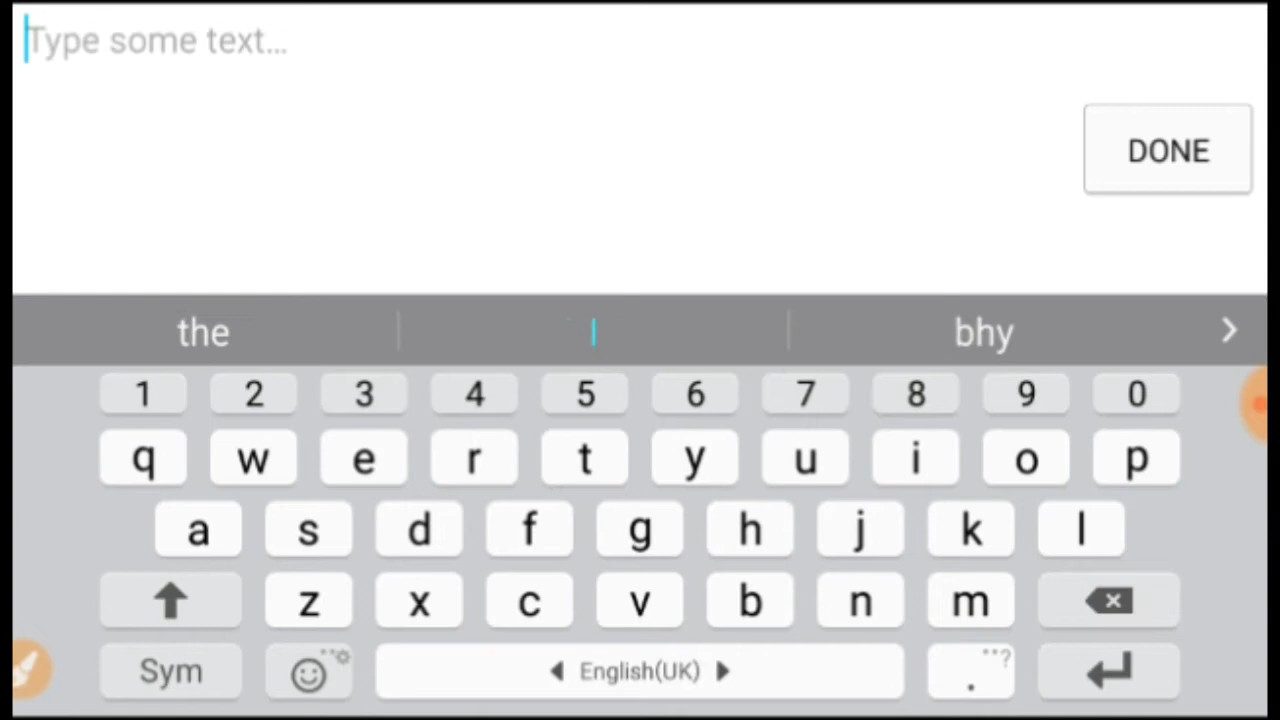 Type some text...
DONE
the I bhy
1 2 3 4 5 6 7 8 9 0
q w e r t y u i o p
a s d f g h j k l
z x c v b n m
Sym English(UK) . ?